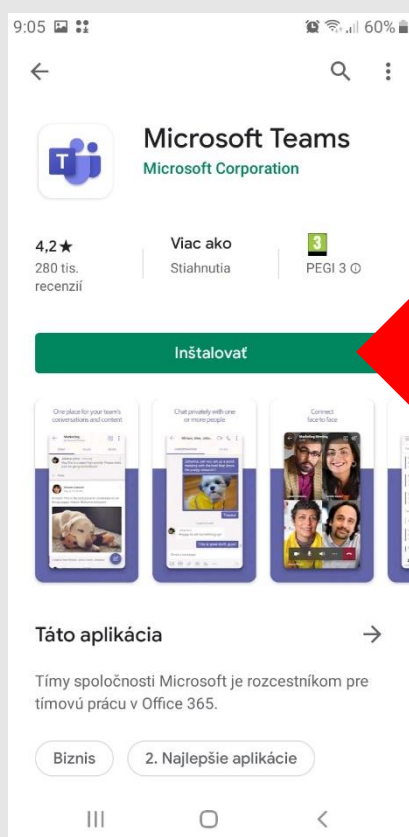 9:05
60%
Microsoft Teams
Microsoft Corporation
4,2★
280 tis.
recenzií
Viac ako
Stiahnutia
3
PEGI 3
Inštalovať
One place for your team's
conversations and content
Chat privately with one
or more people
Connect
face to face
Táto aplikácia
Tímy spoločnosti Microsoft je rozcestníkom pre
tímovú prácu v Office 365.
Biznis
2. Najlepšie aplikácie